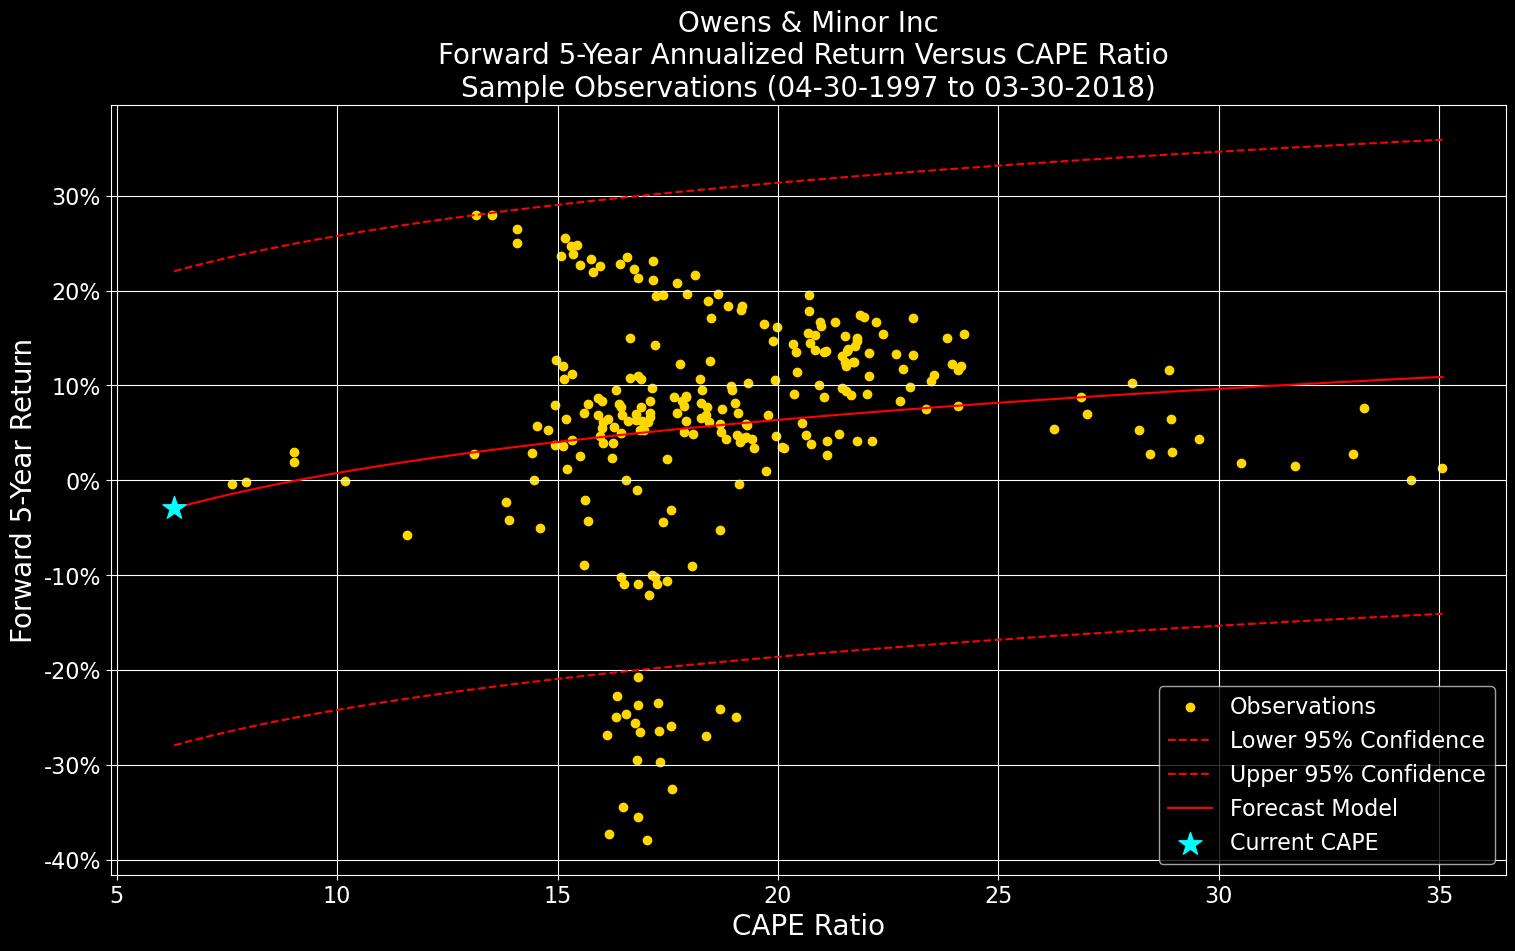 Owens & Minor Inc
Forward 5-Year Annualized Return Versus CAPE Ratio
Sample Observations (04-30-1997 to 03-30-2018)
Forward 5-Year Return
30%
20%
10%
0%
-10%
-20%
-30%
-40%
5 10 15 20 25 30 35
CAPE Ratio
Observations
Lower 95% Confidence
Upper 95% Confidence
Forecast Model
Current CAPE